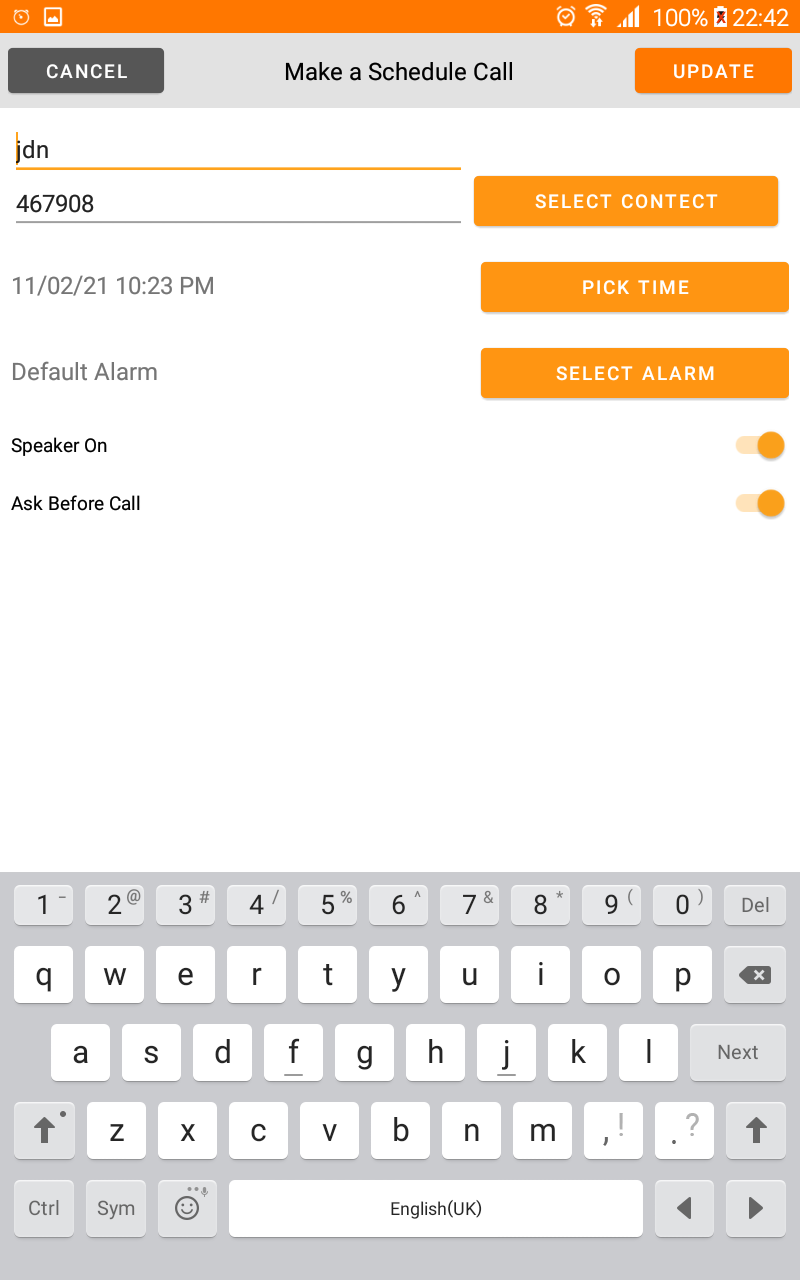 100% 22:42
CANCEL Make a Schedule Call UPDATE
jdn
467908 SELECT CONTECT
11/02/21 10:23 PM PICK TIME
Default Alarm SELECT ALARM
Speaker On
Ask Before Call
1 - 2 @ 3 # 4 / 5 % 6 ^ 7 & 8 * 9 ( 0 ) Del
q w e r t y u i o p
a s d f g h j k l Next
z x c v b n m , ! . ?
Ctrl Sym English(UK)